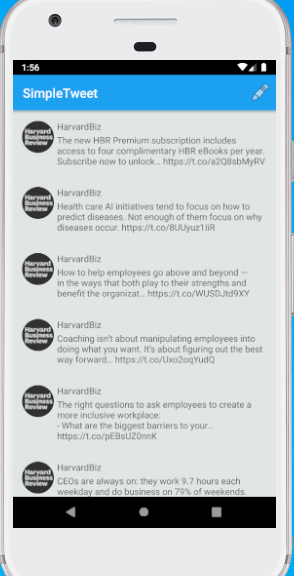 1:56
SimpleTweet
Harvard Business Review
HarvardBiz
The new HBR Premium subscription includes
access to four complimentary HBR eBooks per year.
Subscribe now to unlock… https://t.co/a2Q8sbMyRV
Harvard Business Review
HarvardBiz
Health care AI initiatives tend to focus on how to
predict diseases. Not enough of them focus on why
diseases occur. https://t.co/8UUyuz1IiR
Harvard Business Review
HarvardBiz
How to help employees go above and beyond —
in the ways that both play to their strengths and
benefit the organizat… https://t.co/WUSDJtd9XY
Harvard Business Review
HarvardBiz
Coaching isn't about manipulating employees into
doing what you want. It's about figuring out the best
way forward… https://t.co/Uxo2oqYudQ
Harvard Business Review
HarvardBiz
The right questions to ask employees to create a
more inclusive workplace:
- What are the biggest barriers to your…
https://t.co/pEBsUZGnnK
Harvard Business Review
HarvardBiz
CEOs are always on: they work 9.7 hours each
weekday and do business on 79% of weekends.